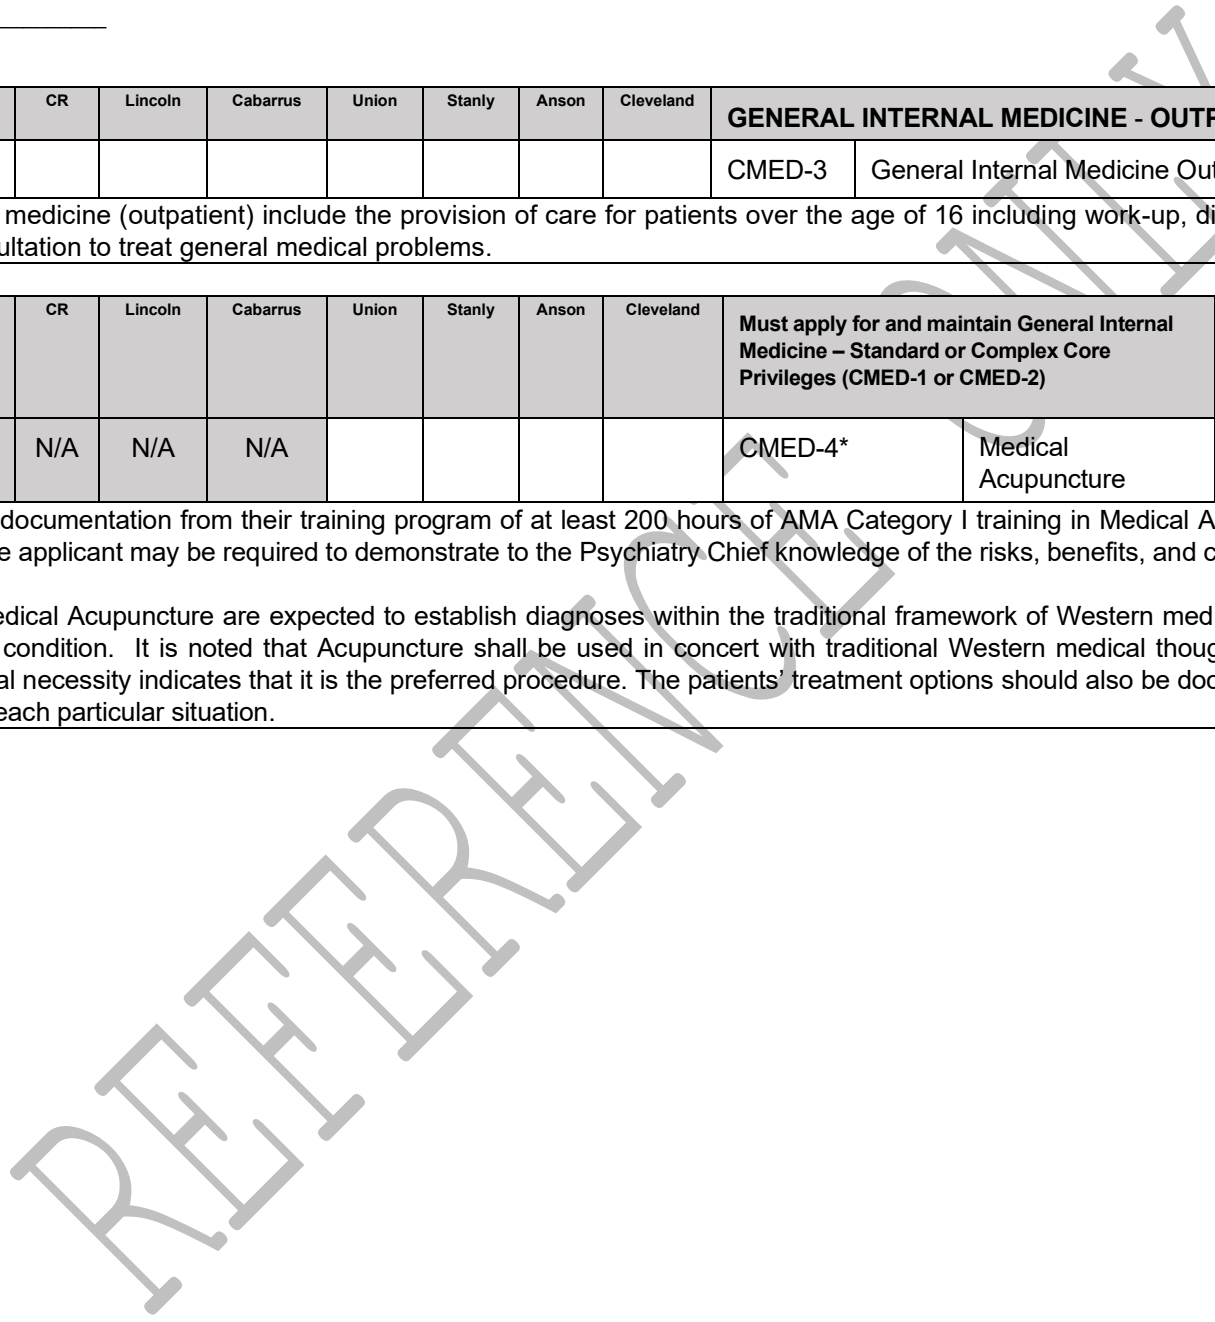 CR Lincoln Cabarrus Union Stanly Anson Cleveland GENERAL INTERNAL MEDICINE - OUTP
CMED-3 General Internal Medicine Out
medicine (outpatient) include the provision of care for patients over the age of 16 including work-up, di
ultation to treat general medical problems.
CR Lincoln Cabarrus Union Stanly Anson Cleveland
Must apply for and maintain General Internal
Medicine – Standard or Complex Core
Privileges (CMED-1 or CMED-2)
N/A N/A N/A CMED-4* Medical
Acupuncture
documentation from their training program of at least 200 hours of AMA Category I training in Medical A
e applicant may be required to demonstrate to the Psychiatry Chief knowledge of the risks, benefits, and c
edical Acupuncture are expected to establish diagnoses within the traditional framework of Western med
condition. It is noted that Acupuncture shall be used in concert with traditional Western medical thoug
al necessity indicates that it is the preferred procedure. The patients’ treatment options should also be doc
each particular situation.
REFERENCE ONLY